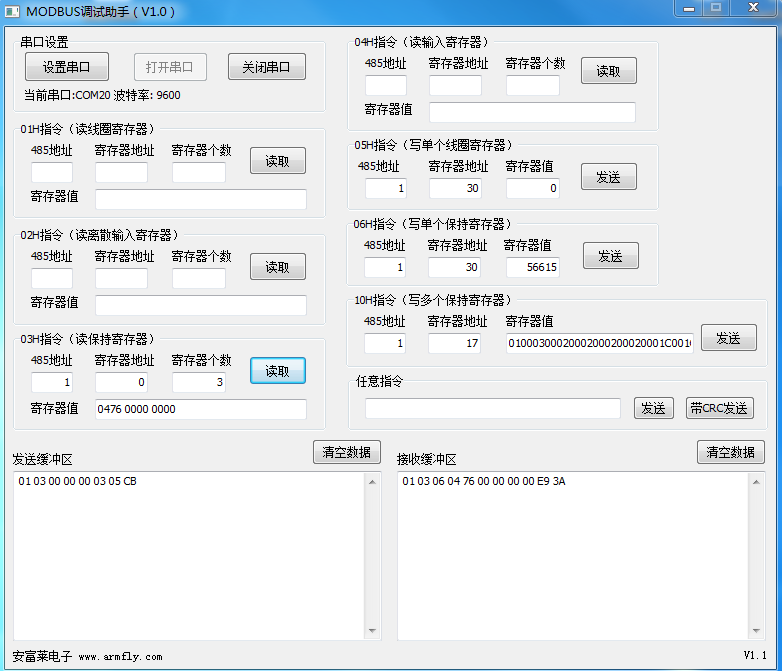 MODBUS调试助手（V1.0）
串口设置
设置串口 打开串口 关闭串口
当前串口:COM20 波特率: 9600
01H指令（读线圈寄存器）
485地址 寄存器地址 寄存器个数
读取
寄存器值
02H指令（读离散输入寄存器）
485地址 寄存器地址 寄存器个数
读取
寄存器值
03H指令（读保持寄存器）
485地址 寄存器地址 寄存器个数
1 0 3 读取
寄存器值 0476 0000 0000
04H指令（读输入寄存器）
485地址 寄存器地址 寄存器个数
读取
寄存器值
05H指令（写单个线圈寄存器）
485地址 寄存器地址 寄存器值
1 30 0 发送
06H指令（写单个保持寄存器）
485地址 寄存器地址 寄存器值
1 30 56615 发送
10H指令（写多个保持寄存器）
485地址 寄存器地址 寄存器值
1 17 01000300020002000200020001C001 发送
任意指令
发送 带CRC发送
发送缓冲区 清空数据
01 03 00 00 00 03 05 CB
接收缓冲区 清空数据
01 03 06 04 76 00 00 00 00 E9 3A
安富莱电子 www.armfly.com
V1.1